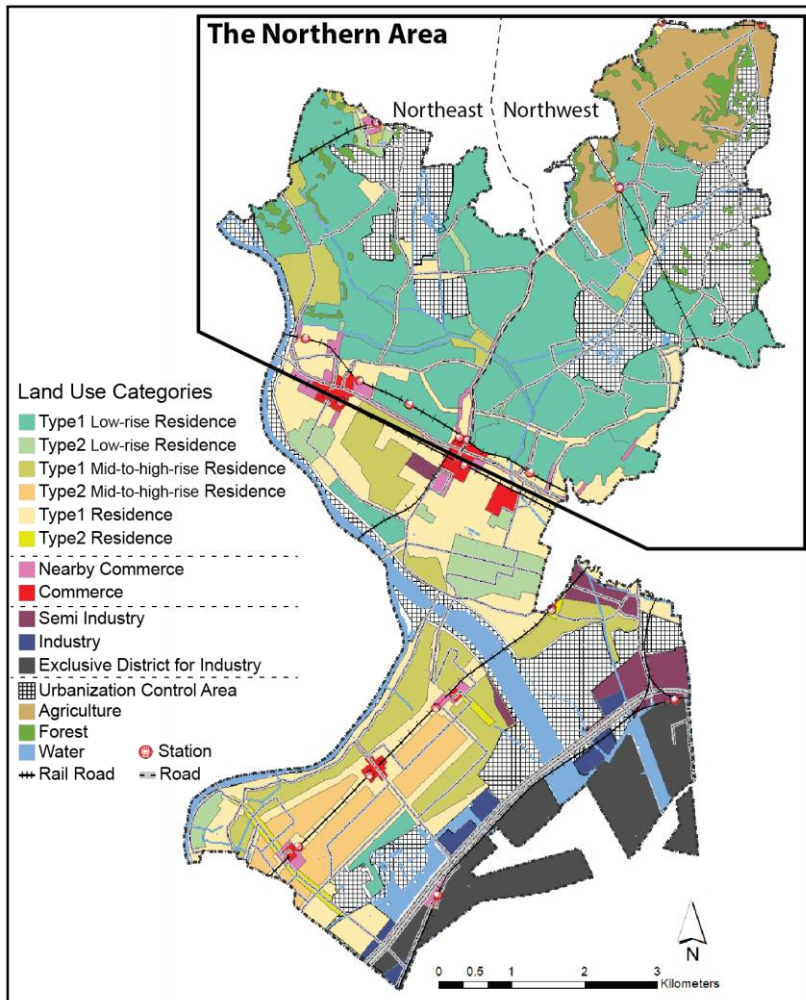 The Northern Area
Northeast Northwest
Land Use Categories
Type1 Low-rise Residence
Type2 Low-rise Residence
Type1 Mid-to-high-rise Residence
Type2 Mid-to-high-rise Residence
Type1 Residence
Type2 Residence
Nearby Commerce
Commerce
Semi Industry
Industry
Exclusive District for Industry
Urbanization Control Area
Agriculture
Forest
Water Station
Rail Road Road
N
0 0.5 1 2 3
Kilometers